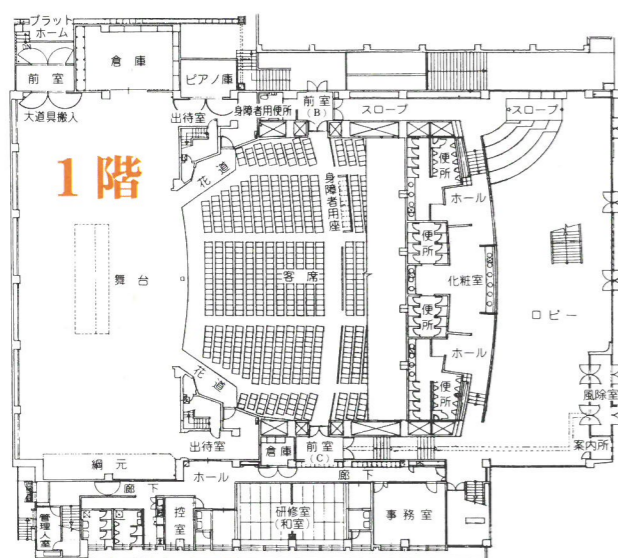 プラット
ホーム
倉庫
前室
ピアノ庫
大道具搬入
出待室
身障者用便所
前室
(B)
スロープ
スロープ
1階
花道
身障者用座
便所
ホール
便所
舞台
客席
化粧室
ロビー
便所
ホール
花道
便所
風除室
出待室
倉庫
前室
(C)
案内所
綱元
ホール
廊下
廊下
管理人室
控室
研修室
(和室)
事務室